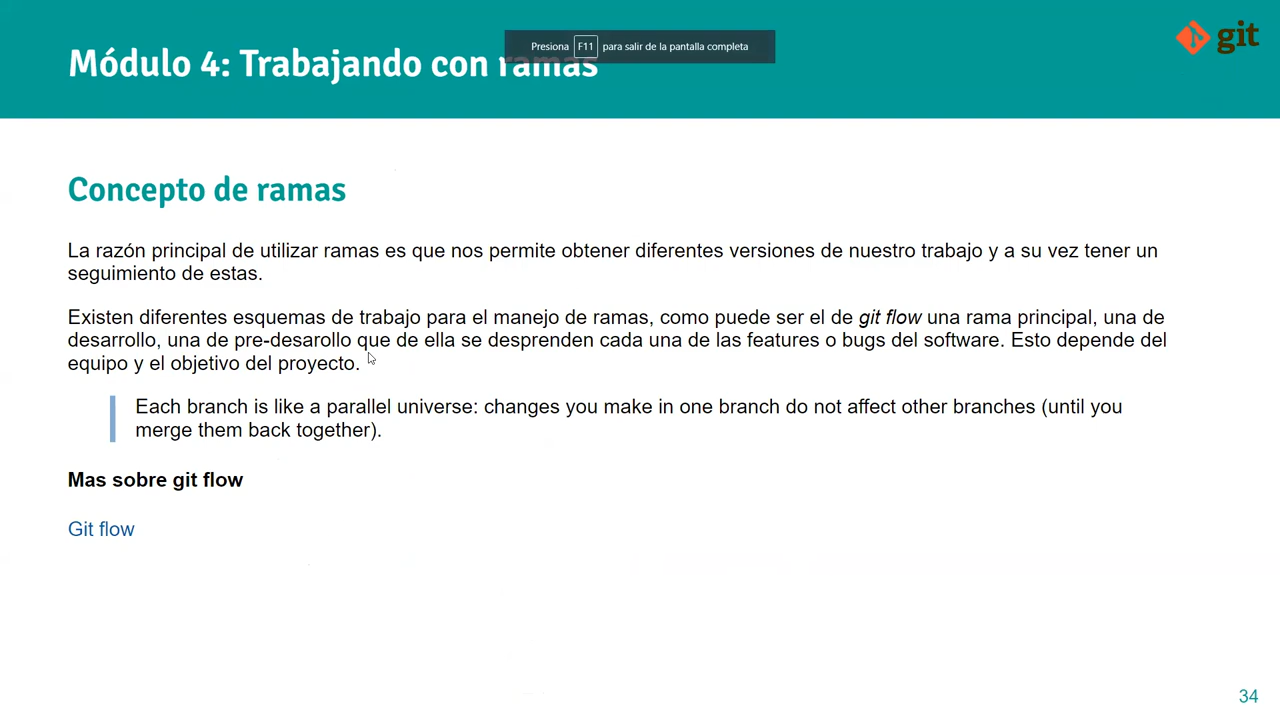 Presiona F11 para salir de la pantalla completa
git
Módulo 4: Trabajando con ramas
Concepto de ramas
La razón principal de utilizar ramas es que nos permite obtener diferentes versiones de nuestro trabajo y a su vez tener un
seguimiento de estas.
Existen diferentes esquemas de trabajo para el manejo de ramas, como puede ser el de git flow una rama principal, una de
desarrollo, una de pre-desarollo que de ella se desprenden cada una de las features o bugs del software. Esto depende del
equipo y el objetivo del proyecto.
Each branch is like a parallel universe: changes you make in one branch do not affect other branches (until you
merge them back together).
Mas sobre git flow
Git flow
34